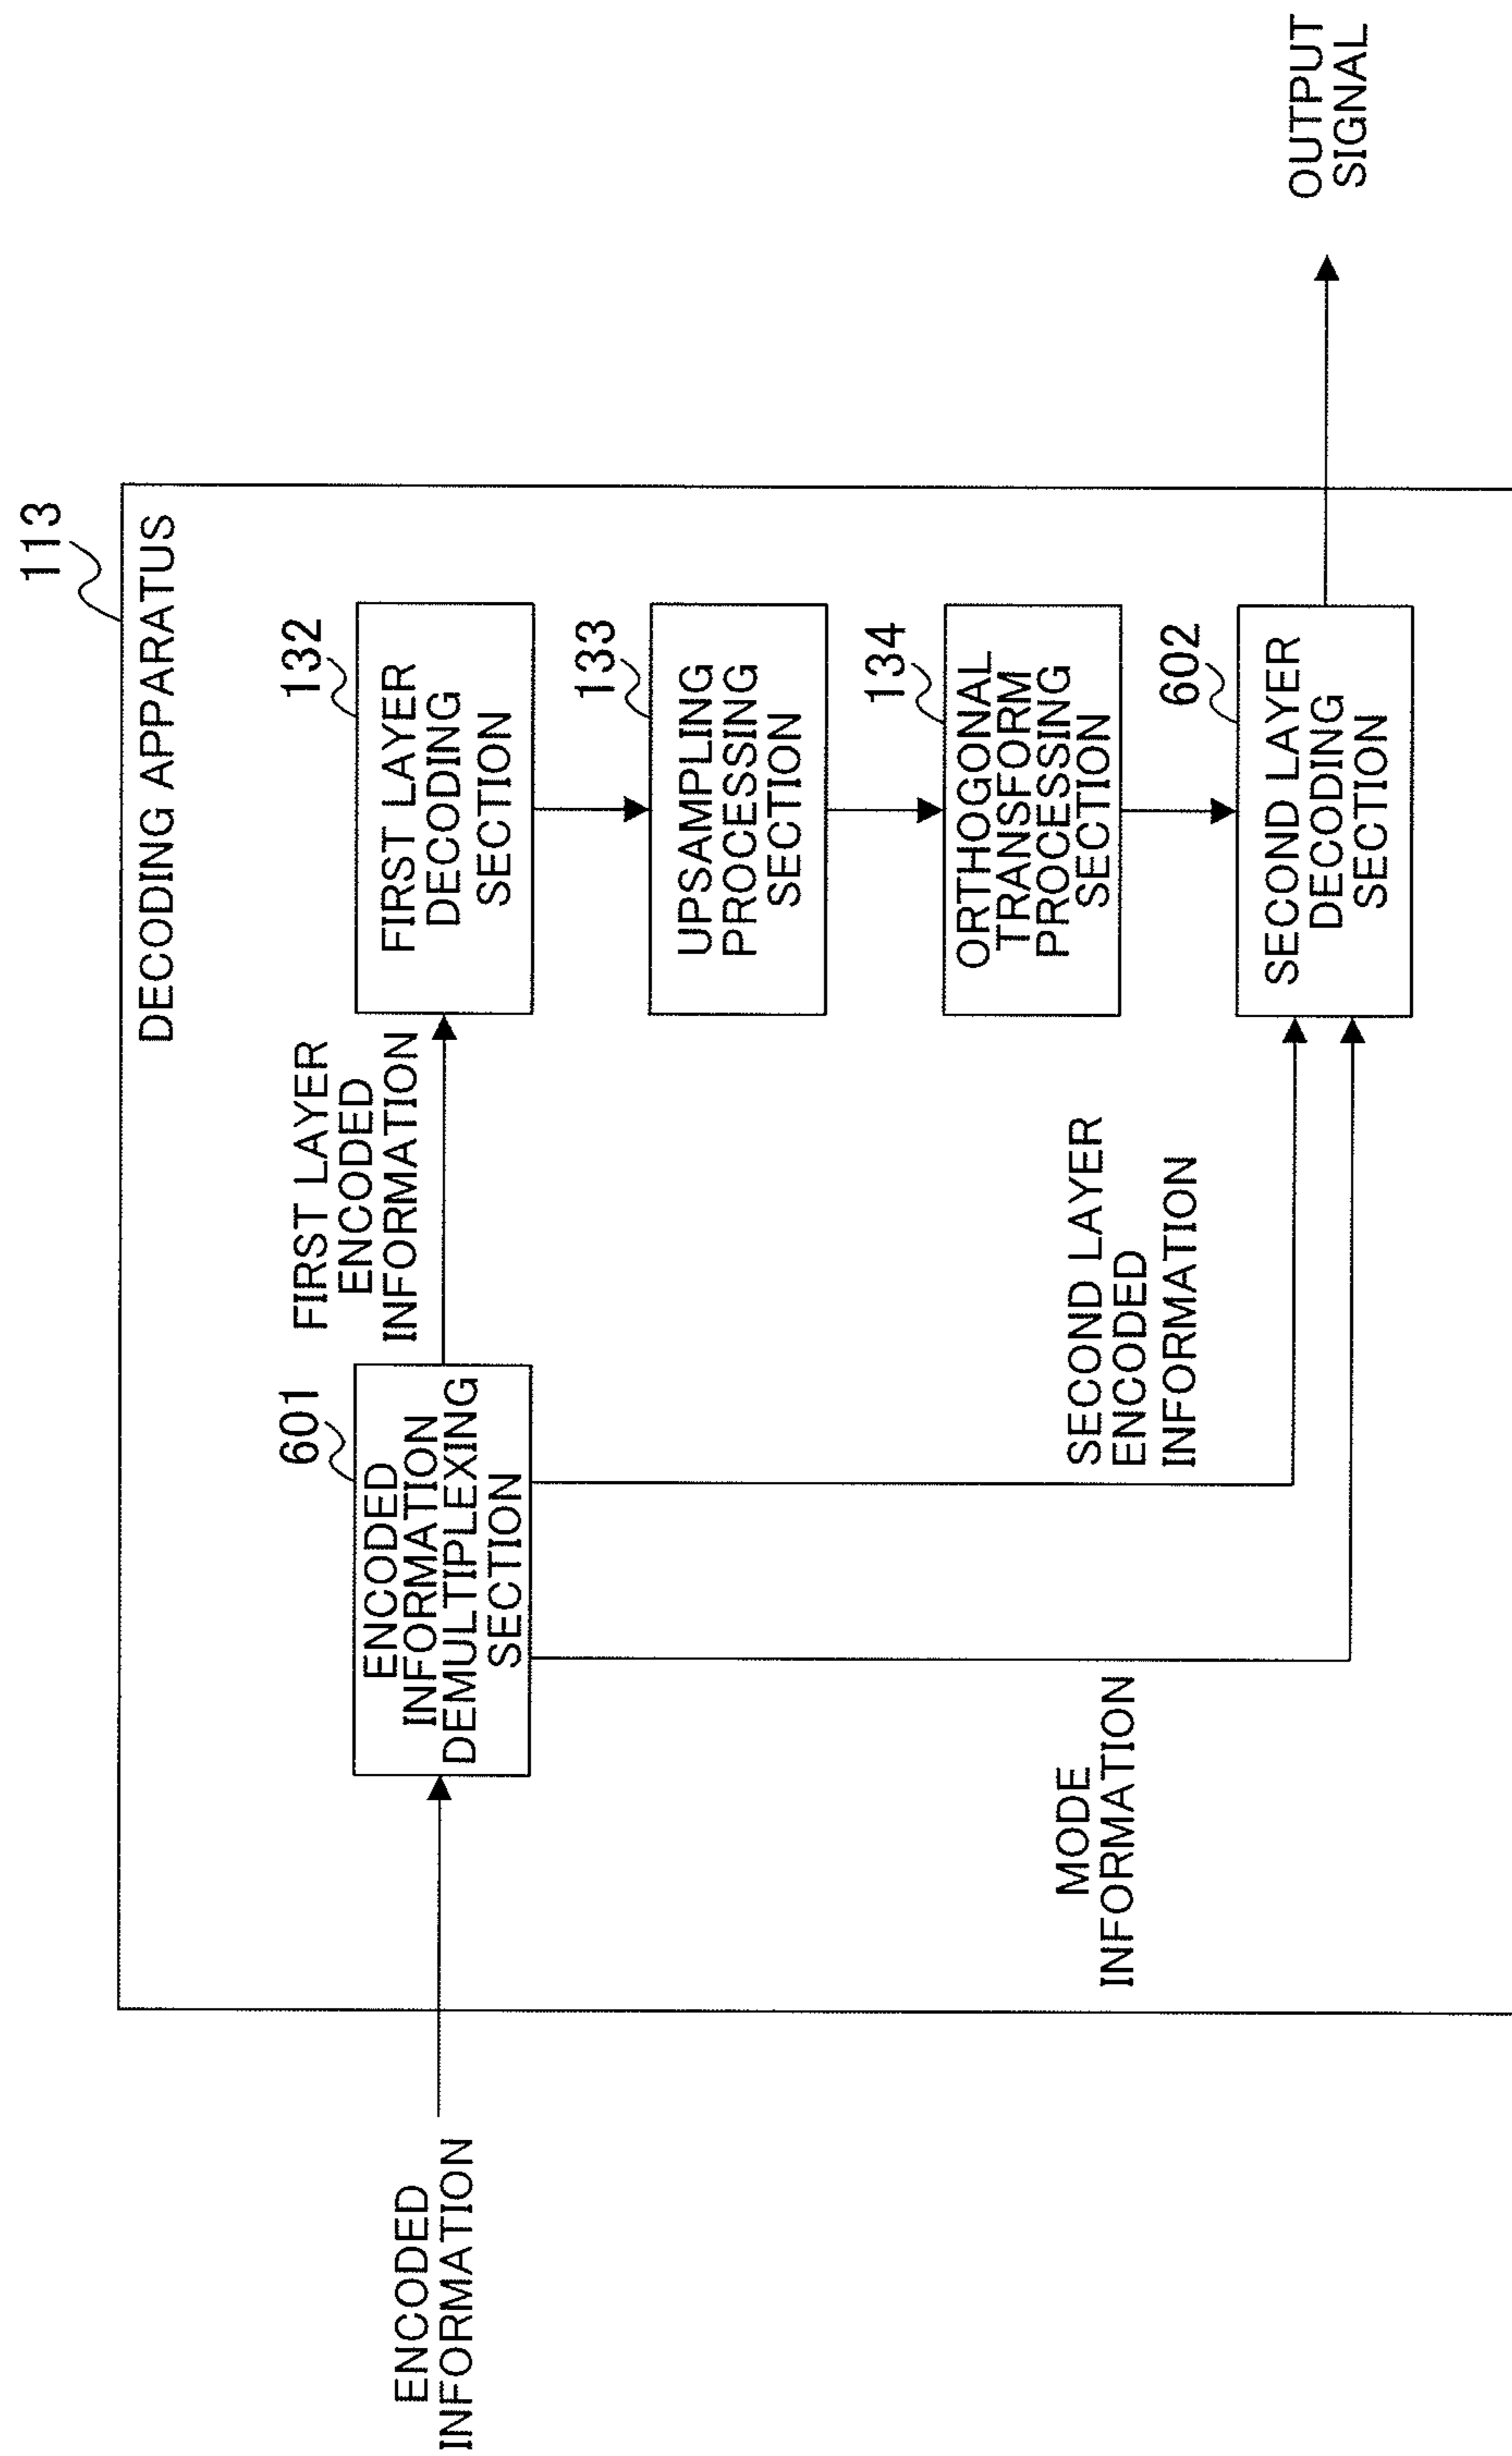 113
DECODING APPARATUS
ENCODED
INFORMATION
601
ENCODED
INFORMATION
DEMULTIPLEXING
SECTION
FIRST LAYER
ENCODED
INFORMATION
132
FIRST LAYER
DECODING
SECTION
133
UPSAMPLING
PROCESSING
SECTION
134
ORTHOGONAL
TRANSFORM
PROCESSING
SECTION
MODE
INFORMATION
SECOND LAYER
ENCODED
INFORMATION
602
SECOND LAYER
DECODING
SECTION
OUTPUT
SIGNAL